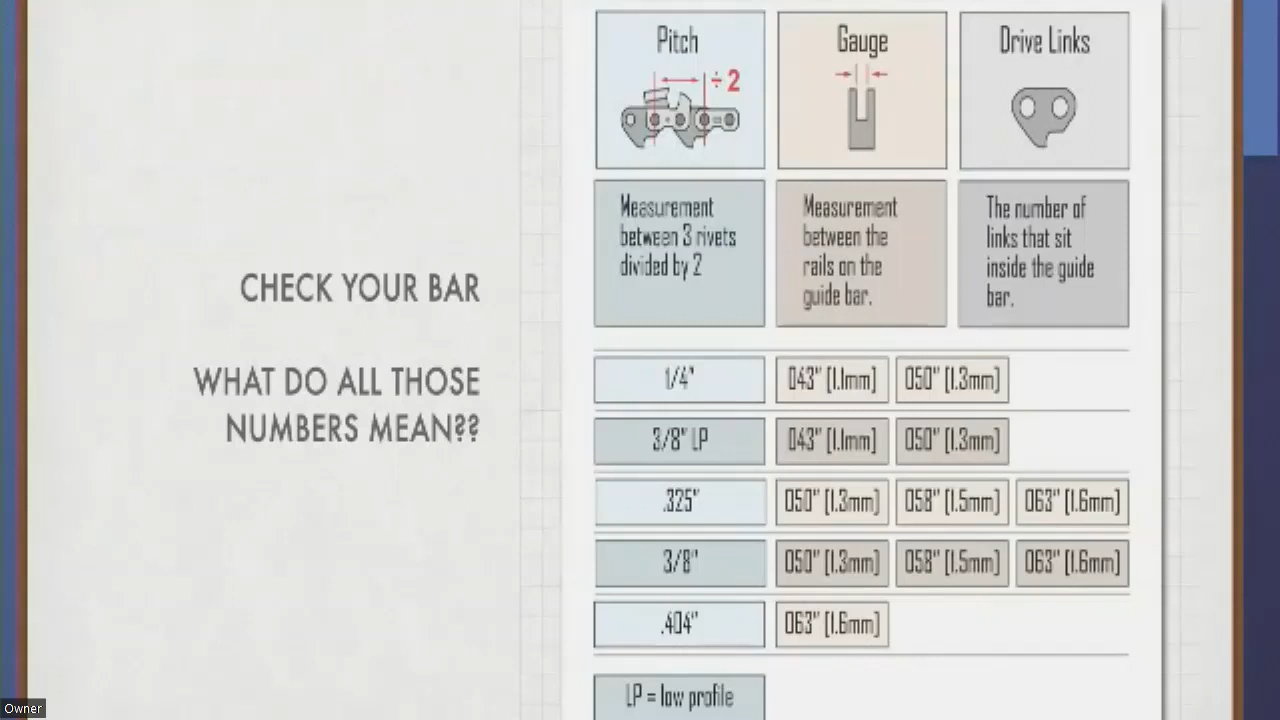 CHECK YOUR BAR
WHAT DO ALL THOSE
NUMBERS MEAN??
Pitch
÷ 2
Gauge
Drive Links
Measurement
between 3 rivets
divided by 2
Measurement
between the
rails on the
guide bar.
The number of
links that sit
inside the guide
bar.
1/4" 043" [1.1mm] 050" [1.3mm]
3/8" LP 043" [1.1mm] 050" [1.3mm]
.325" 050" [1.3mm] 058" [1.5mm] 063" [1.6mm]
3/8" 050" [1.3mm] 058" [1.5mm] 063" [1.6mm]
.404" 063" [1.6mm]
LP = low profile
Owner